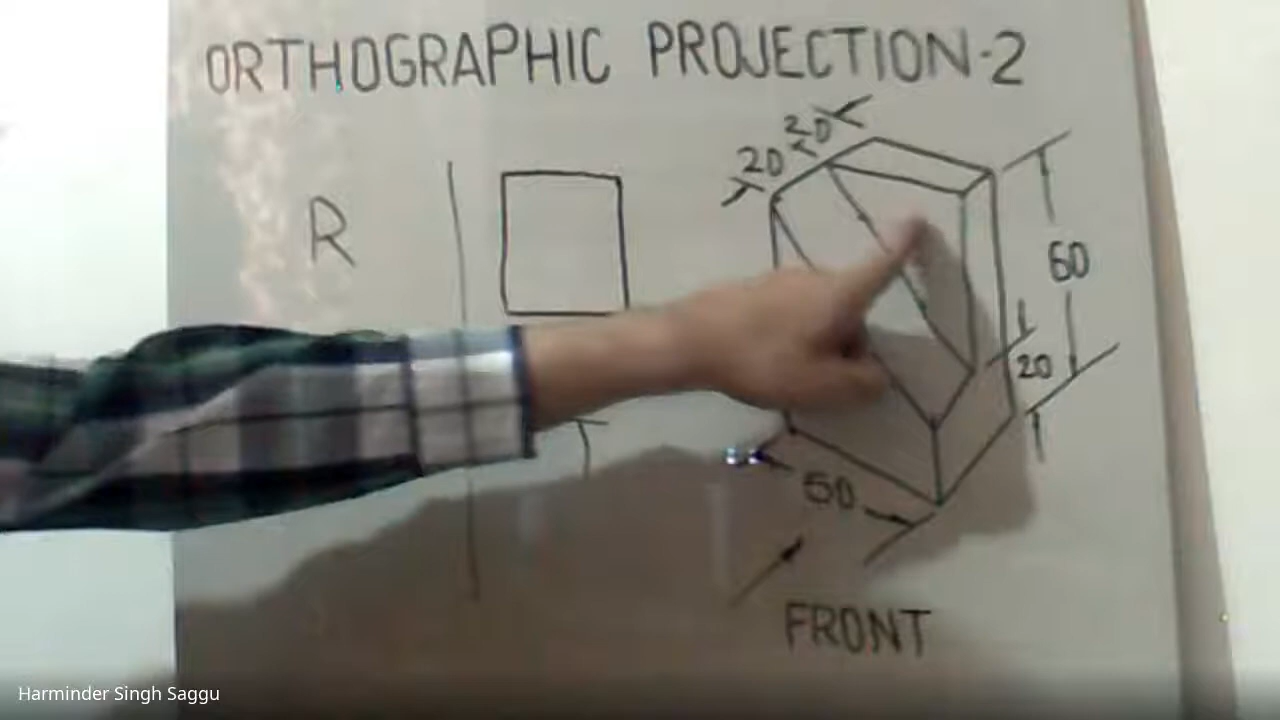 ORTHOGRAPHIC PROJECTION-2
20
20
R
60
20
T
50
FRONT
Harminder Singh Saggu